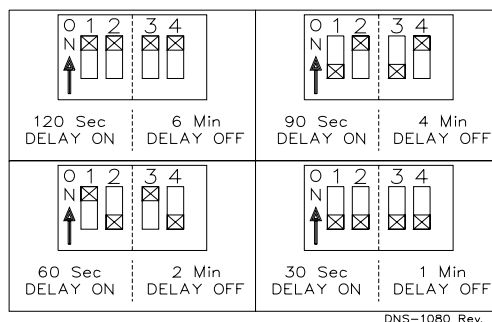 O 1 2 3 4
N
120 Sec 6 Min
DELAY ON DELAY OFF
O 1 2 3 4
N
90 Sec 4 Min
DELAY ON DELAY OFF
O 1 2 3 4
N
60 Sec 2 Min
DELAY ON DELAY OFF
O 1 2 3 4
N
30 Sec 1 Min
DELAY ON DELAY OFF
DNS-1080 Rev.